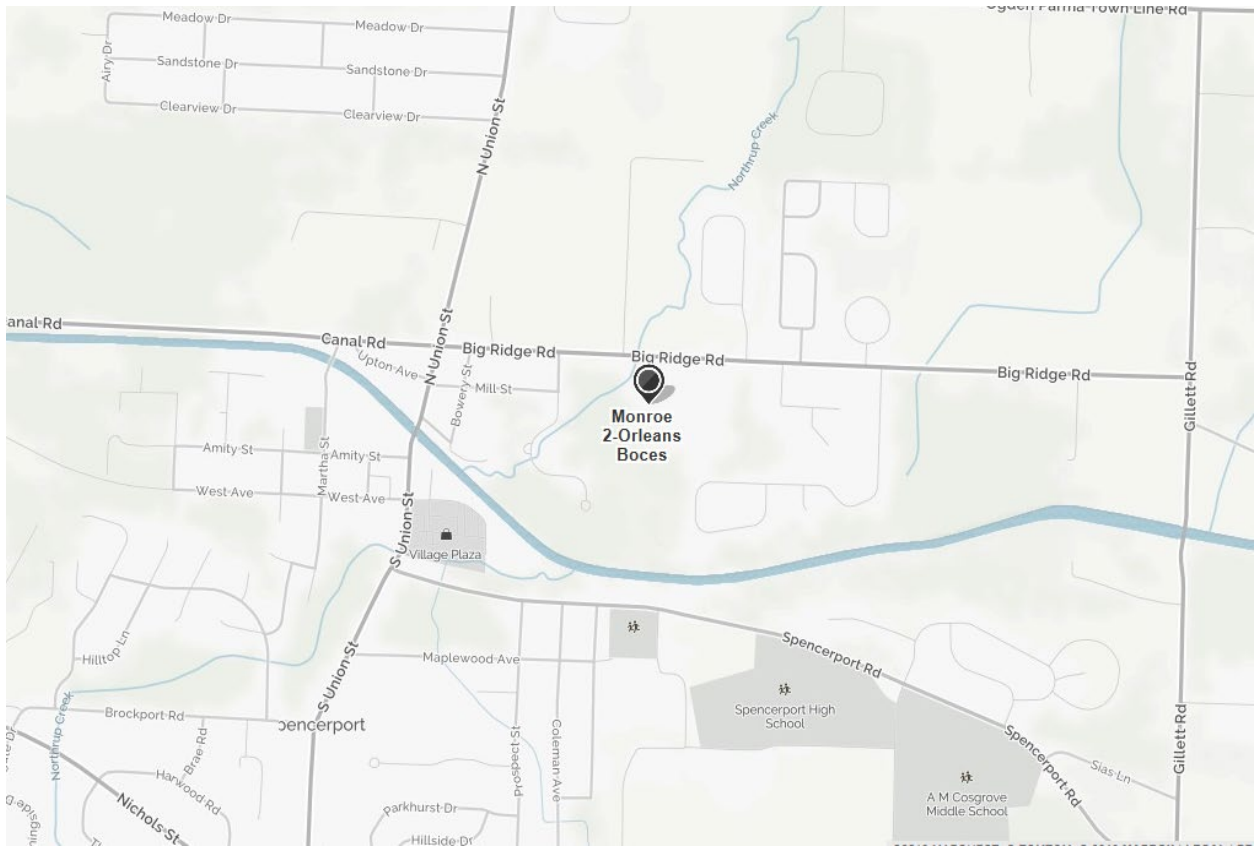 Ogden Parma Town Line Rd
Meadow Dr
Meadow Dr
Airy Dr
Sandstone Dr
Sandstone Dr
Clearview Dr
Clearview Dr
N Union St
Northrup Creek
anal Rd
Canal Rd
Big Ridge Rd
Big Ridge Rd
Big Ridge Rd
Gillett Rd
Upton Ave
N Union St
Bowery St
Mill St
Monroe
2-Orleans
Boces
Amity St
Amity St
Martha St
West Ave
West Ave
S Union St
Village Plaza
Spencerport Rd
Hilltop Ln
Maplewood Ave
S Union St
Spencerport High
School
Brockport Rd
pencerport
Northrup Creek
Brae Rd
Prospect St
Coleman Ave
Spencerport Rd
Gillett Rd
Sias Ln
Harwood Rd
Nichols St
A M Cosgrove
Middle School
Parkhurst Dr
Hillside Dr